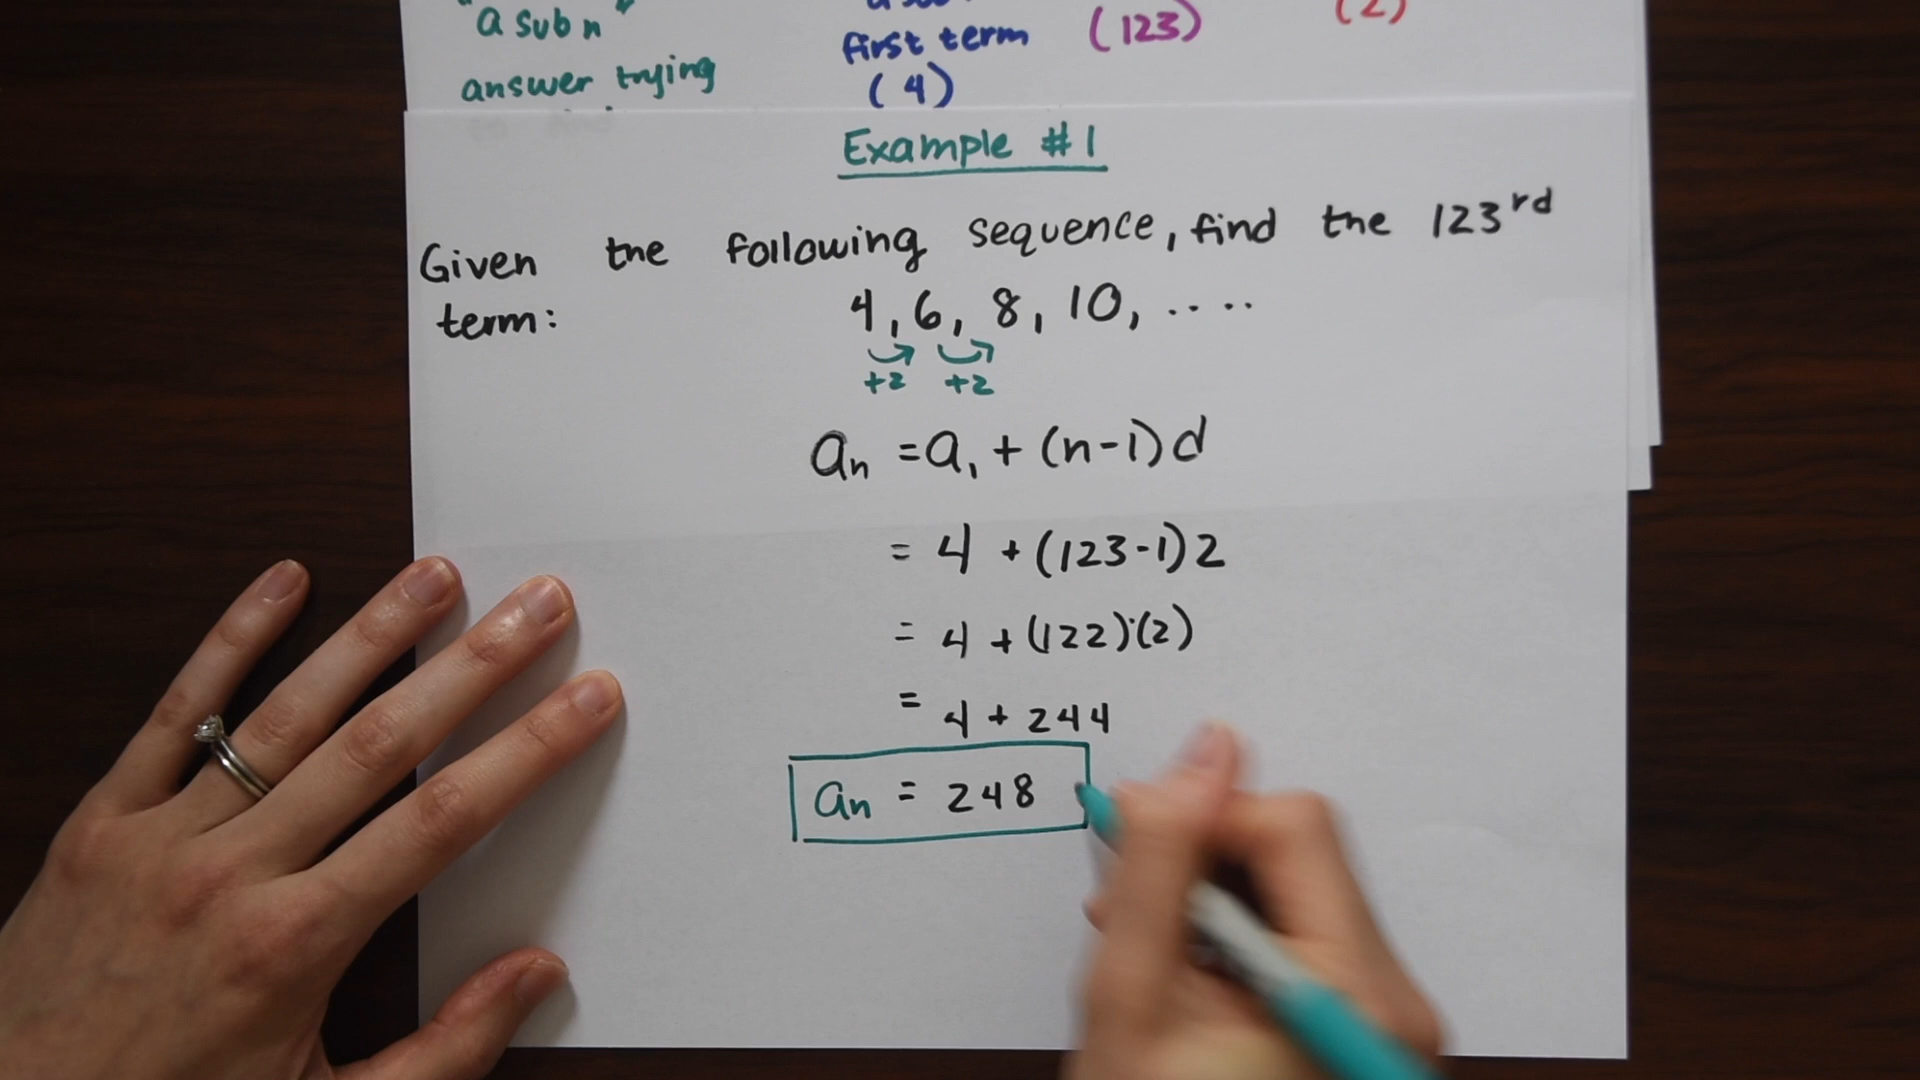 "a sub n"
first term (123) (2)
answer trying
(4)
Example #1
Given the following sequence, find the 123rd
term: 4, 6, 8, 10, ....
+2 +2
an = a1 + (n-1)d
= 4 + (123-1)2
= 4 + (122)·(2)
= 4 + 244
an = 248